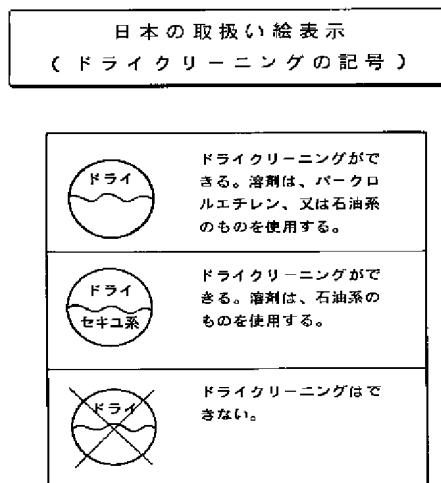 日本の取扱い絵表示
(ドライクリーニングの記号)
ドライ
ドライクリーニングがで
きる。溶剤は、パークロ
ルエチレン、又は石油系
のものを使用する。
ドライ
セキユ系
ドライクリーニングがで
きる。溶剤は、石油系の
ものを使用する。
ドライ
ドライクリーニングはで
きない。